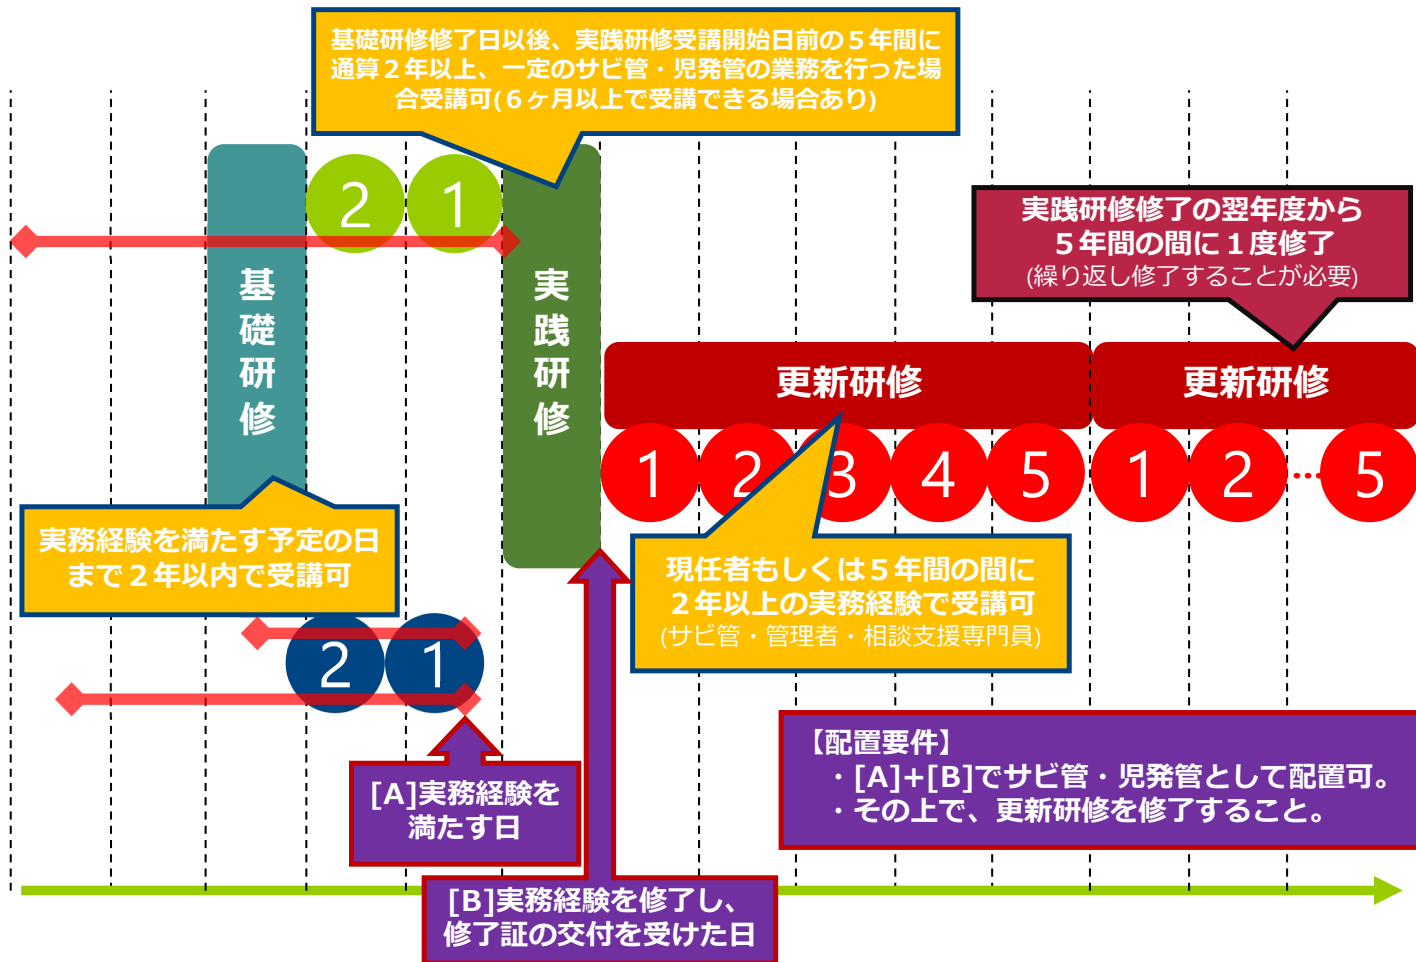 基礎研修修了日以後、実践研修受講開始日前の５年間に
通算２年以上、一定のサビ管・児発管の業務を行った場
合受講可(６ヶ月以上で受講できる場合あり)
2
1
基礎研修
実践研修
実践研修修了の翌年度から
５年間の間に１度修了
(繰り返し修了することが必要)
更新研修
更新研修
1
2
3
4
5
1
2
...
5
実務経験を満たす予定の日
まで２年以内で受講可
現任者もしくは５年間の間に
２年以上の実務経験で受講可
(サビ管・管理者・相談支援専門員)
2
1
[A]実務経験を
満たす日
【配置要件】
・[A]+[B]でサビ管・児発管として配置可。
・その上で、更新研修を修了すること。
[B]実務経験を修了し、
修了証の交付を受けた日